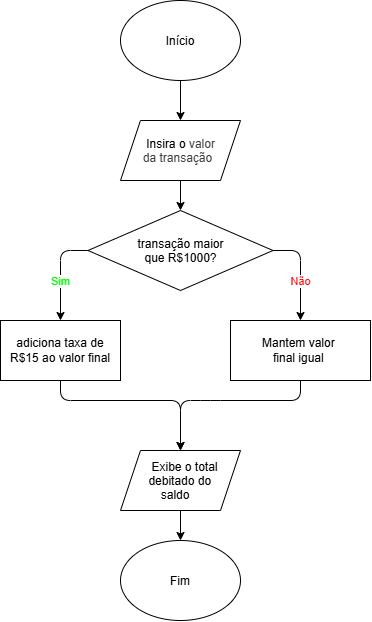 Início
Insira o valor
da transação
transação maior
que R$1000?
Sim
Não
adiciona taxa de
R$15 ao valor final
Mantem valor
final igual
Exibe o total
debitado do
saldo
Fim